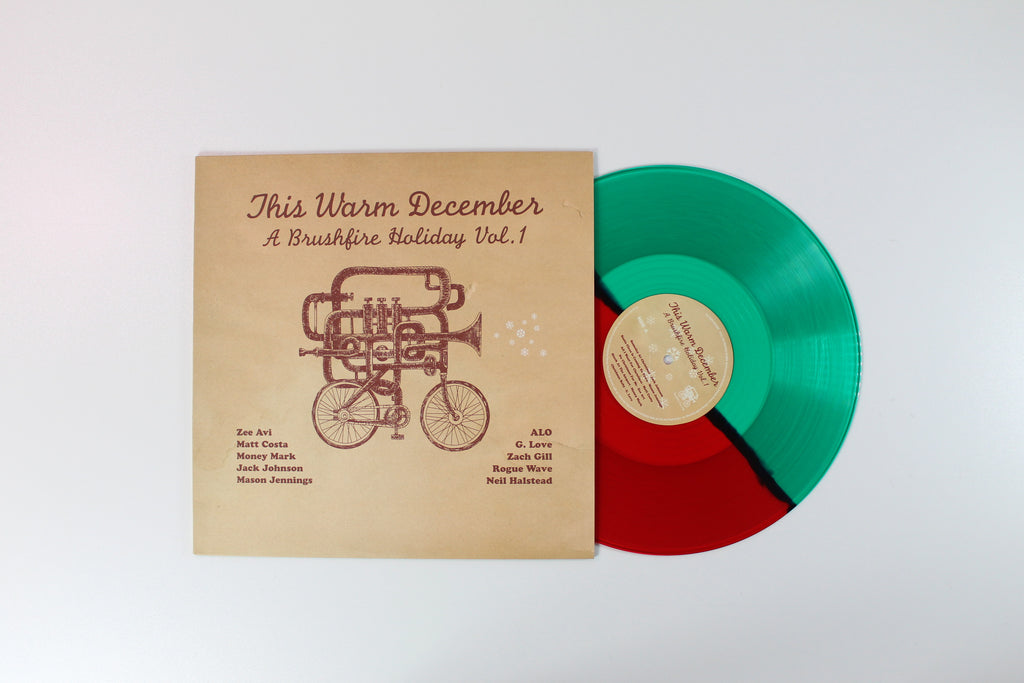 This Warm December
A Brushfire Holiday Vol.1
Zee Avi
Matt Costa
Money Mark
Jack Johnson
Mason Jennings
ALO
G. Love
Zach Gill
Rogue Wave
Neil Halstead
This Warm December
A Brushfire Holiday Vol.1